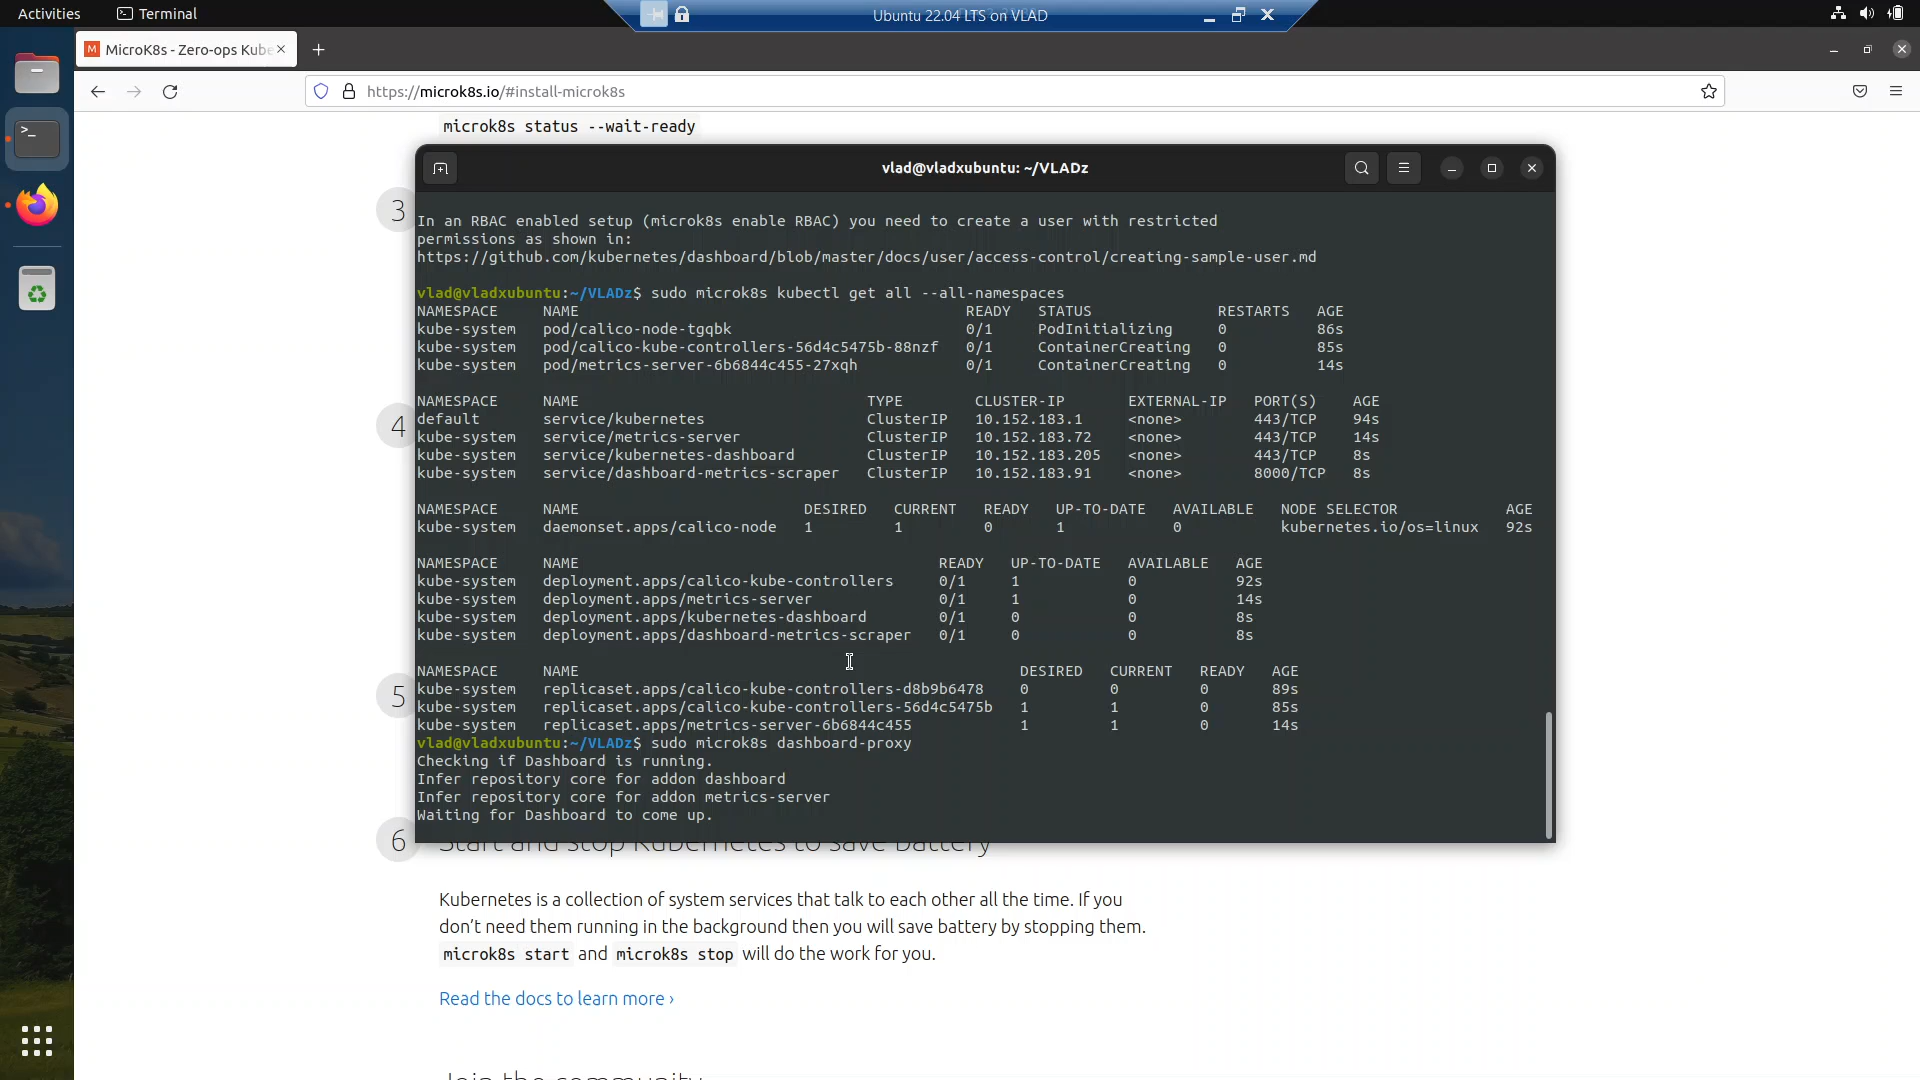 Activities
Terminal
Ubuntu 22.04 LTS on VLAD
MicroK8s - Zero-ops Kube
https://microk8s.io/#install-microk8s
microk8s status --wait-ready
vlad@vladxubuntu: ~/VLADz
3
In an RBAC enabled setup (microk8s enable RBAC) you need to create a user with restricted
permissions as shown in:
https://github.com/kubernetes/dashboard/blob/master/docs/user/access-control/creating-sample-user.md
vlad@vladxubuntu:~/VLADz$ sudo microk8s kubectl get all --all-namespaces
NAMESPACE NAME READY STATUS RESTARTS AGE
kube-system pod/calico-node-tgqbk 0/1 PodInitializing 0 86s
kube-system pod/calico-kube-controllers-56d4c5475b-88nzf 0/1 ContainerCreating 0 85s
kube-system pod/metrics-server-6b6844c455-27xqh 0/1 ContainerCreating 0 14s
NAMESPACE NAME TYPE CLUSTER-IP EXTERNAL-IP PORT(S) AGE
default service/kubernetes ClusterIP 10.152.183.1 <none> 443/TCP 94s
4
kube-system service/metrics-server ClusterIP 10.152.183.72 <none> 443/TCP 14s
kube-system service/kubernetes-dashboard ClusterIP 10.152.183.205 <none> 443/TCP 8s
kube-system service/dashboard-metrics-scraper ClusterIP 10.152.183.91 <none> 8000/TCP 8s
NAMESPACE NAME DESIRED CURRENT READY UP-TO-DATE AVAILABLE NODE SELECTOR AGE
kube-system daemonset.apps/calico-node 1 1 0 1 0 kubernetes.io/os=linux 92s
NAMESPACE NAME READY UP-TO-DATE AVAILABLE AGE
kube-system deployment.apps/calico-kube-controllers 0/1 1 0 92s
kube-system deployment.apps/metrics-server 0/1 1 0 14s
kube-system deployment.apps/kubernetes-dashboard 0/1 0 0 8s
kube-system deployment.apps/dashboard-metrics-scraper 0/1 0 0 8s
NAMESPACE NAME DESIRED CURRENT READY AGE
kube-system replicaset.apps/calico-kube-controllers-d8b9b6478 0 0 0 89s
5
kube-system replicaset.apps/calico-kube-controllers-56d4c5475b 1 1 0 85s
kube-system replicaset.apps/metrics-server-6b6844c455 1 1 0 14s
vlad@vladxubuntu:~/VLADz$ sudo microk8s dashboard-proxy
Checking if Dashboard is running.
Infer repository core for addon dashboard
Infer repository core for addon metrics-server
Waiting for Dashboard to come up.
6
Start and stop Kubernetes to save battery
Kubernetes is a collection of system services that talk to each other all the time. If you
don’t need them running in the background then you will save battery by stopping them.
microk8s start and microk8s stop will do the work for you.
Read the docs to learn more ›
Join the community